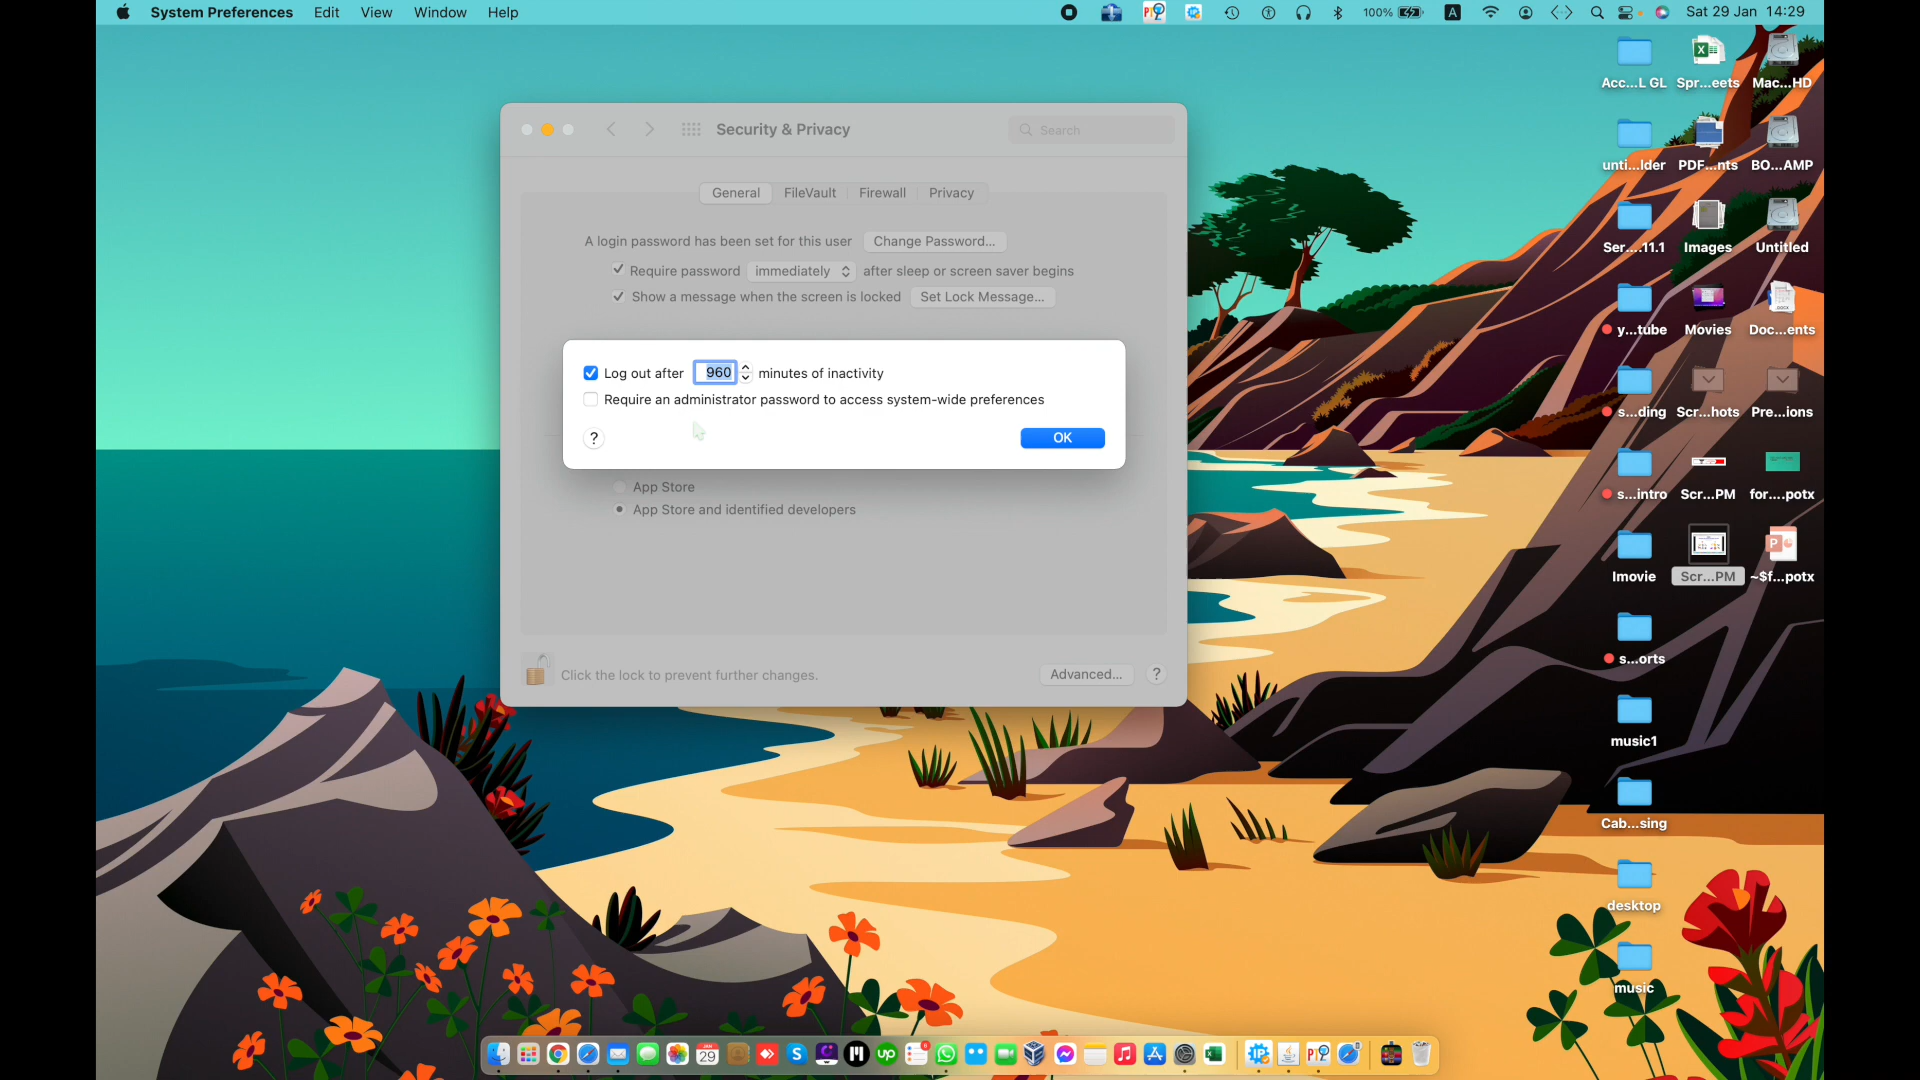 System Preferences Edit View Window Help
100% A Sat 29 Jan 14:29
Security & Privacy
Search
General FileVault Firewall Privacy
A login password has been set for this user Change Password...
Require password immediately after sleep or screen saver begins
Show a message when the screen is locked Set Lock Message...
Log out after 960 minutes of inactivity
Require an administrator password to access system-wide preferences
? OK
App Store
App Store and identified developers
Click the lock to prevent further changes. Advanced... ?
Acc...L GL Spr...eets Mac...HD
unti...lder PDF...nts BO...AMP
Ser....11.1 Images Untitled
y...tube Movies Doc...ents
s...ding Scr...hots Pre...ions
s...intro Scr...PM for....potx
Imovie Scr...PM ~$f...potx
s...orts
music1
Cab...sing
desktop
music